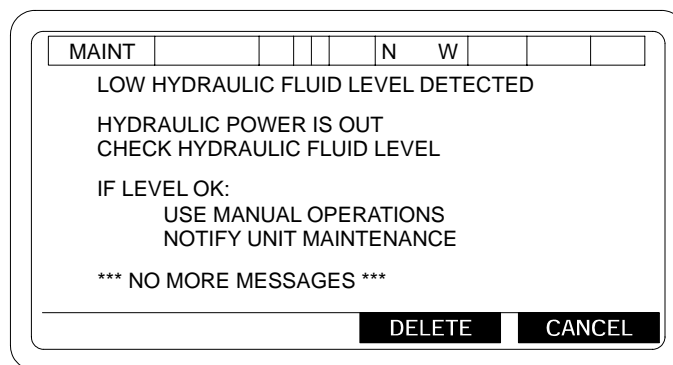 MAINT N W
LOW HYDRAULIC FLUID LEVEL DETECTED
HYDRAULIC POWER IS OUT
CHECK HYDRAULIC FLUID LEVEL
IF LEVEL OK:
USE MANUAL OPERATIONS
NOTIFY UNIT MAINTENANCE
*** NO MORE MESSAGES ***
DELETE CANCEL